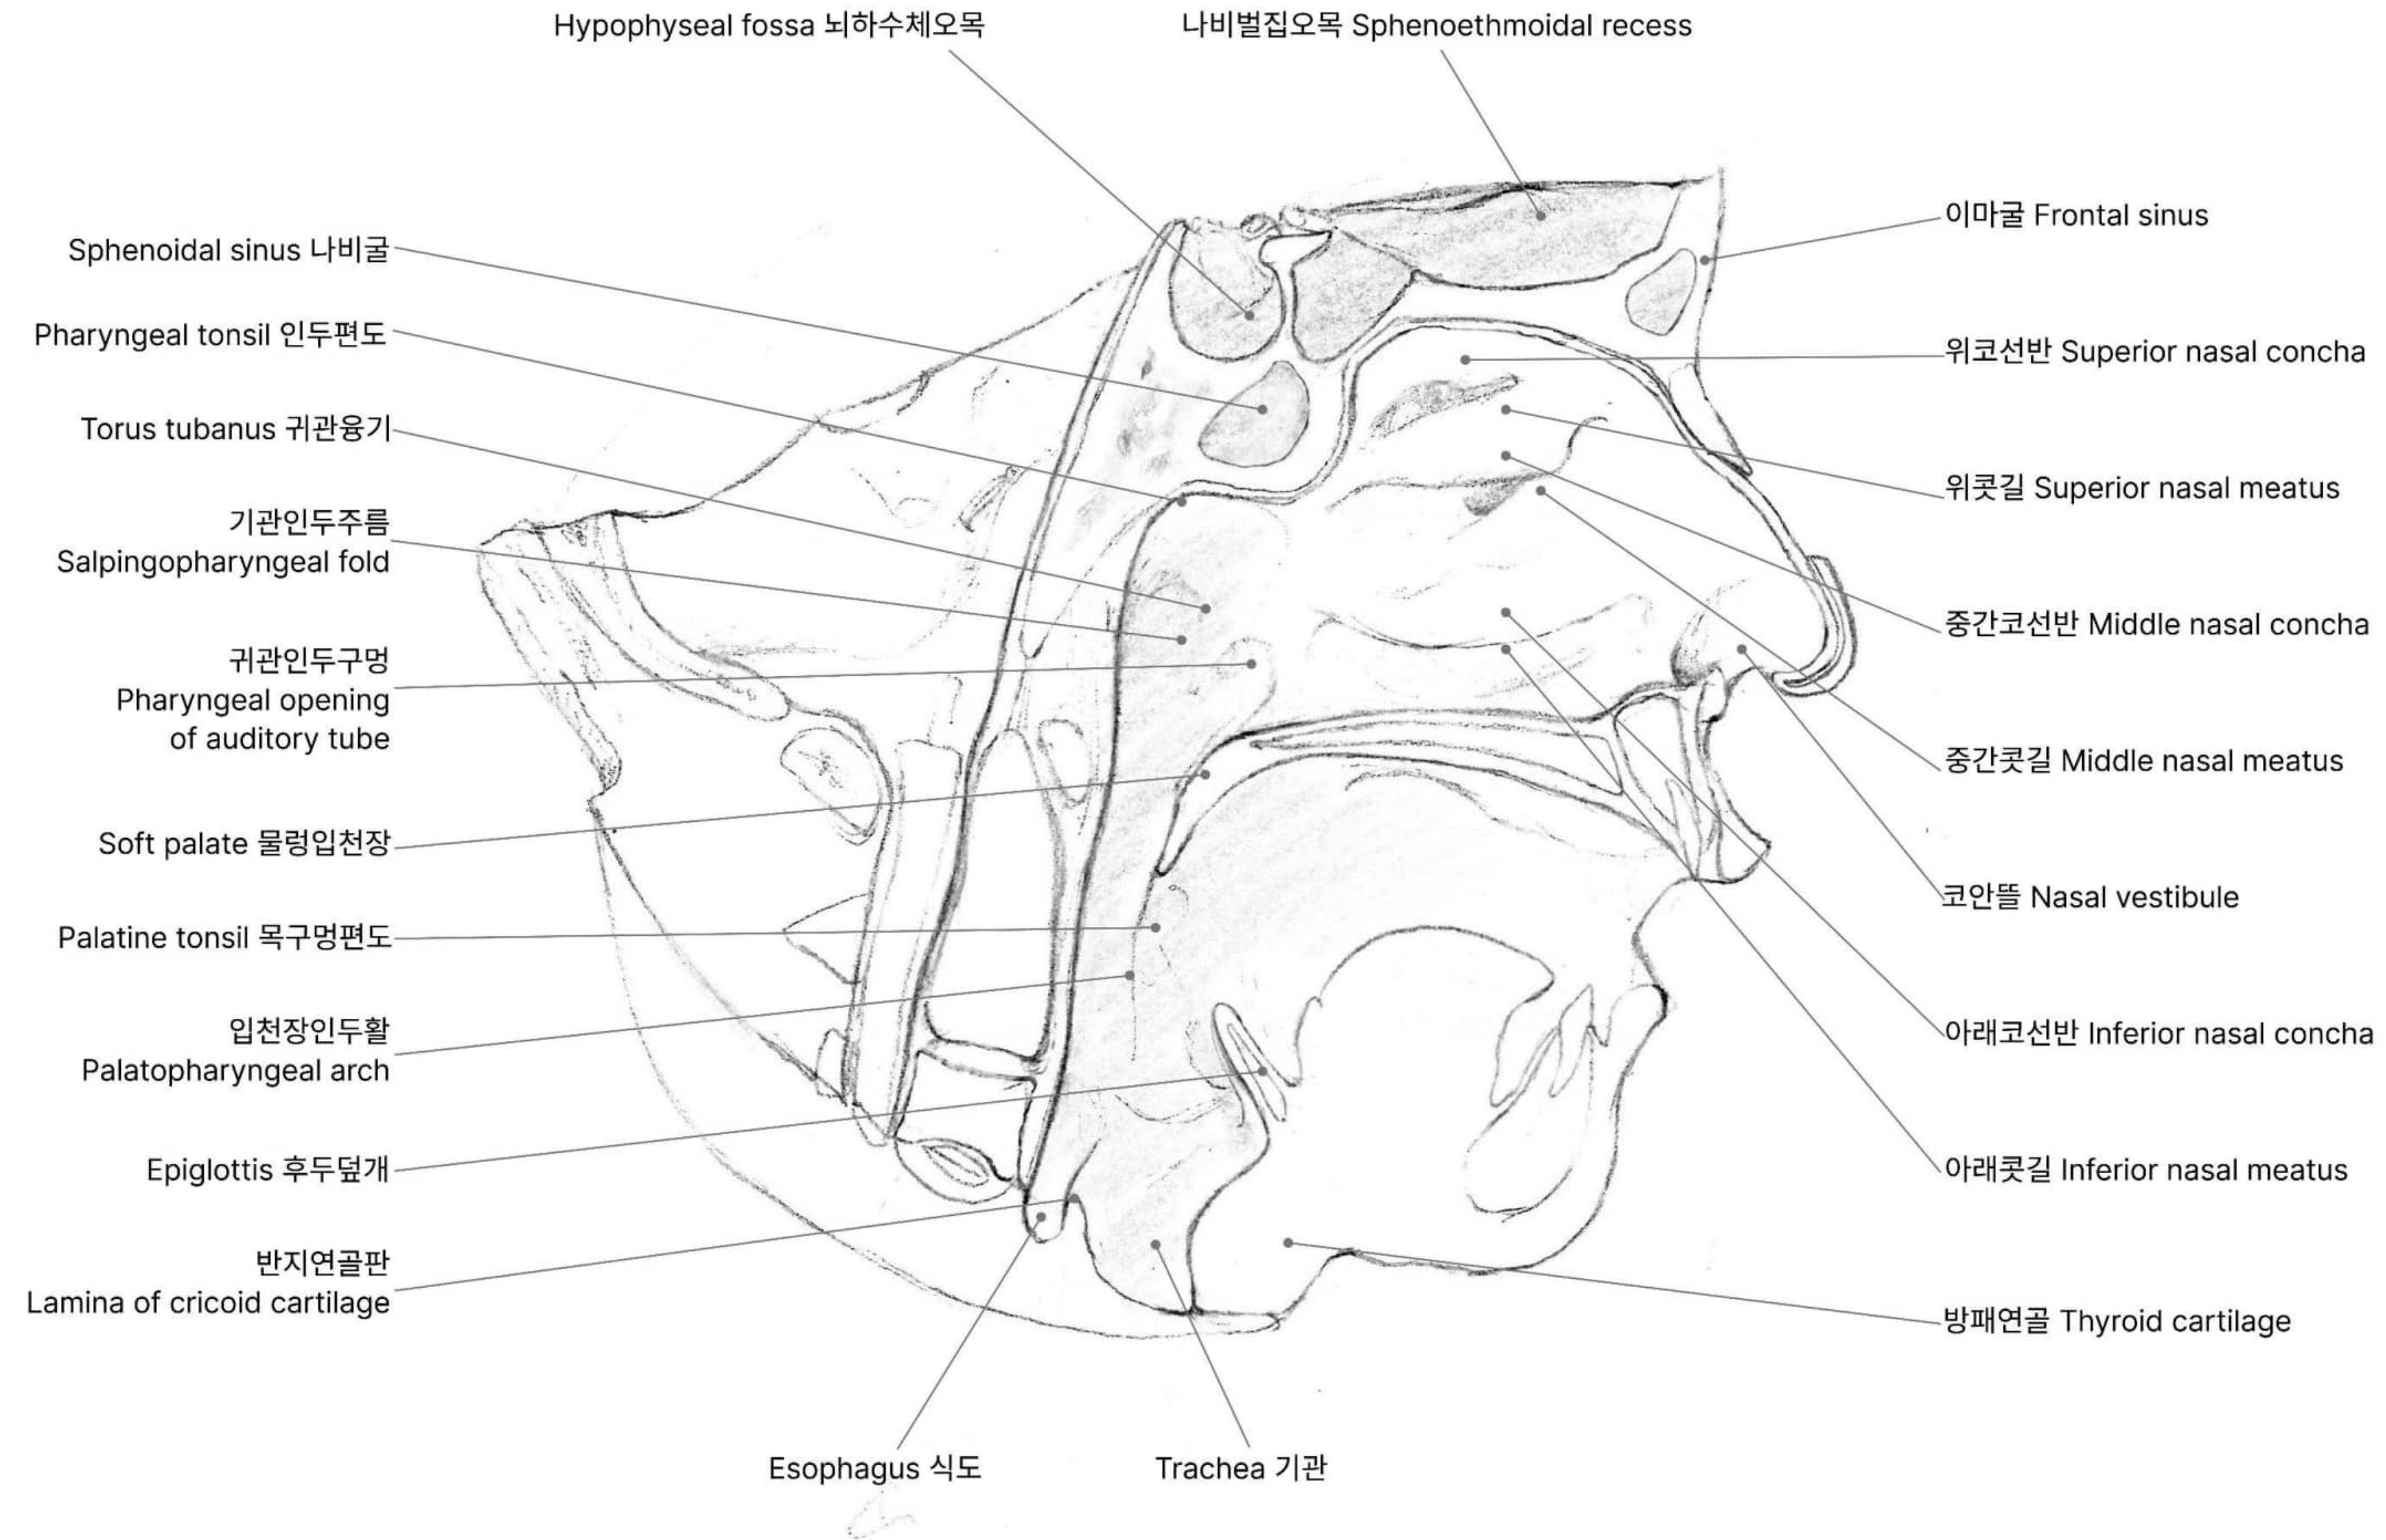 Hypophyseal fossa 뇌하수체오목
나비벌집오목 Sphenoethmoidal recess
Sphenoidal sinus 나비굴
Pharyngeal tonsil 인두편도
Torus tubanus 귀관융기
기관인두주름
Salpingopharyngeal fold
귀관인두구멍
Pharyngeal opening
of auditory tube
Soft palate 물렁입천장
Palatine tonsil 목구멍편도
입천장인두활
Palatopharyngeal arch
Epiglottis 후두덮개
반지연골판
Lamina of cricoid cartilage
이마굴 Frontal sinus
위코선반 Superior nasal concha
위콧길 Superior nasal meatus
중간코선반 Middle nasal concha
중간콧길 Middle nasal meatus
코안뜰 Nasal vestibule
아래코선반 Inferior nasal concha
아래콧길 Inferior nasal meatus
방패연골 Thyroid cartilage
Esophagus 식도
Trachea 기관